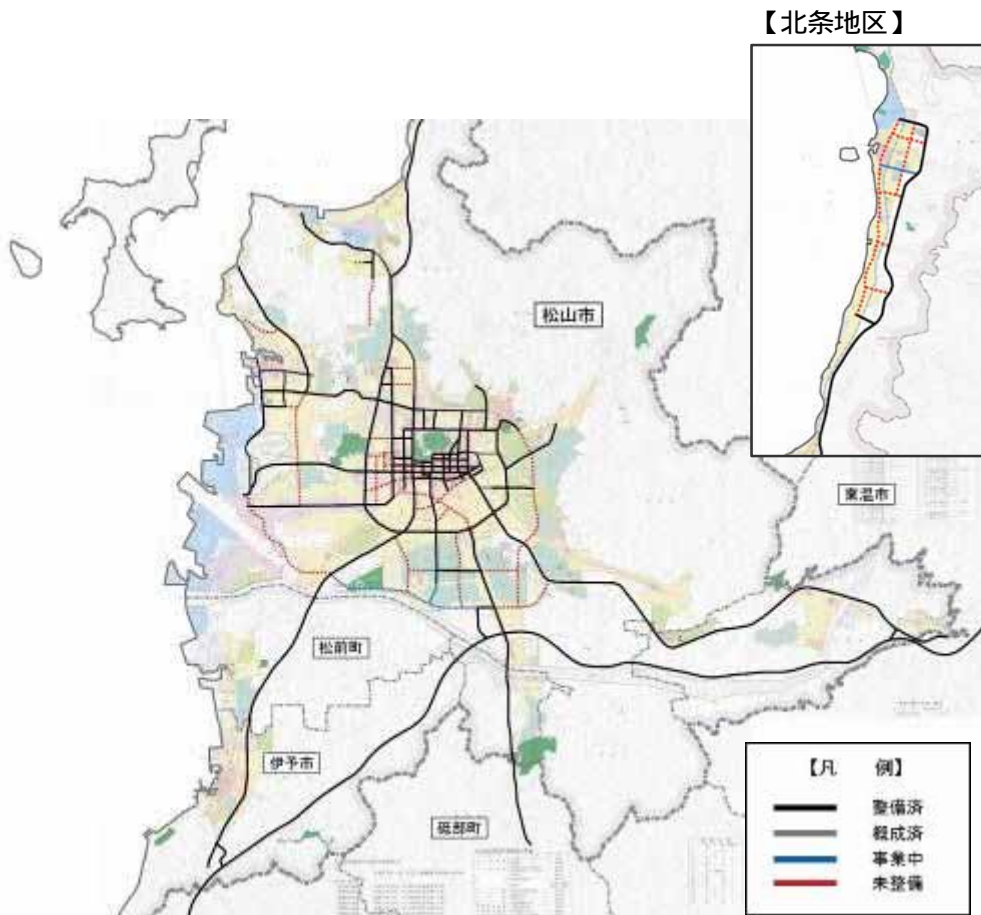 【北条地区】
松山市
東温市
松前町
伊予市
砥部町
【凡 例】
整備済
概成済
事業中
未整備